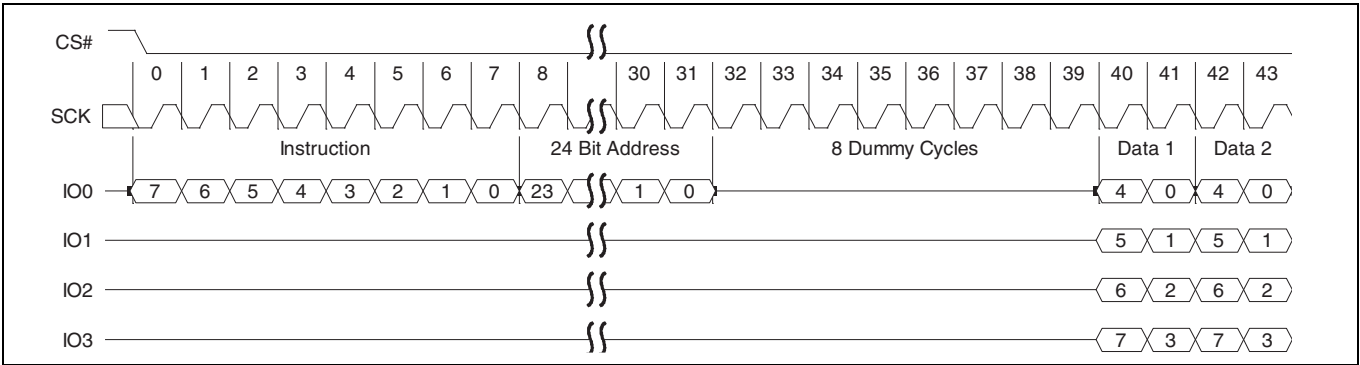 CS#
0 1 2 3 4 5 6 7 8 30 31 32 33 34 35 36 37 38 39 40 41 42 43
SCK
Instruction 24 Bit Address 8 Dummy Cycles Data 1 Data 2
IO0 7 6 5 4 3 2 1 0 23 1 0 4 0 4 0
IO1 5 1 5 1
IO2 6 2 6 2
IO3 7 3 7 3